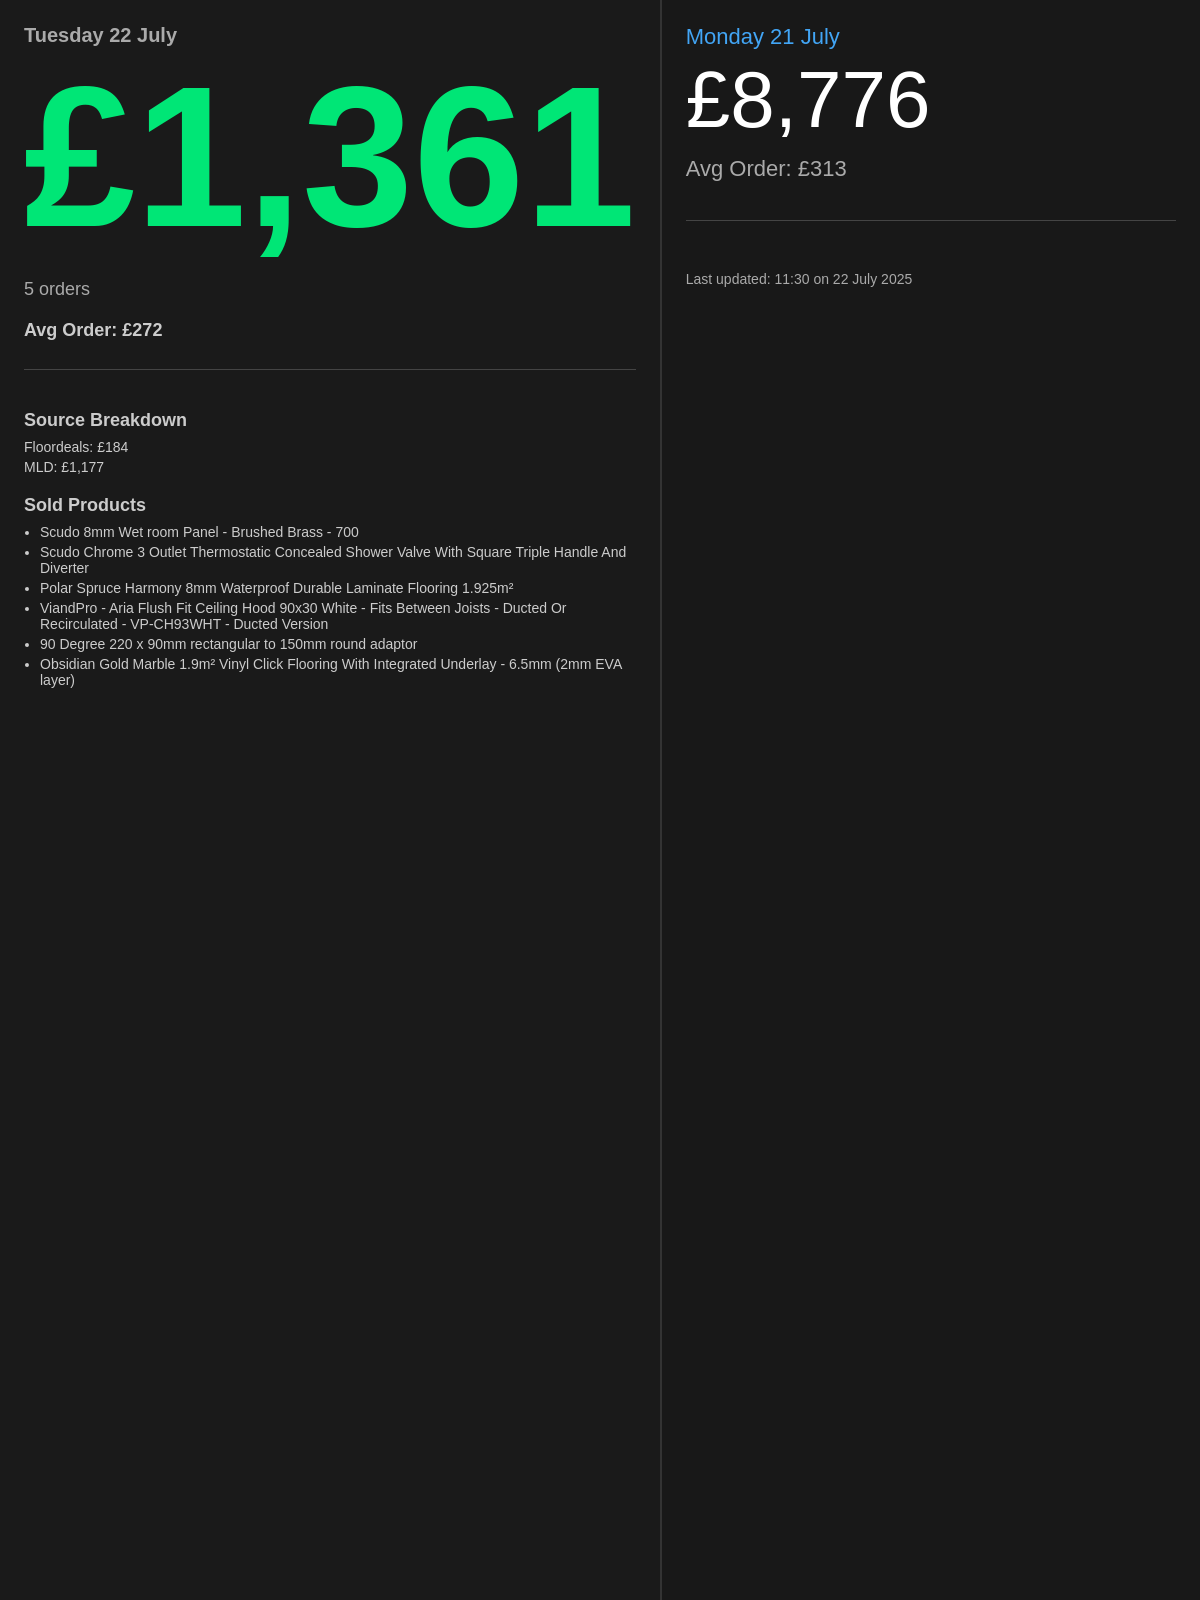 Tuesday 22 July
£1,361
5 orders
Avg Order: £272
Source Breakdown
Floordeals: £184
MLD: £1,177
Sold Products
• Scudo 8mm Wet room Panel - Brushed Brass - 700
• Scudo Chrome 3 Outlet Thermostatic Concealed Shower Valve With Square Triple Handle And
Diverter
• Polar Spruce Harmony 8mm Waterproof Durable Laminate Flooring 1.925m²
• ViandPro - Aria Flush Fit Ceiling Hood 90x30 White - Fits Between Joists - Ducted Or
Recirculated - VP-CH93WHT - Ducted Version
• 90 Degree 220 x 90mm rectangular to 150mm round adaptor
• Obsidian Gold Marble 1.9m² Vinyl Click Flooring With Integrated Underlay - 6.5mm (2mm EVA
layer)
Monday 21 July
£8,776
Avg Order: £313
Last updated: 11:30 on 22 July 2025